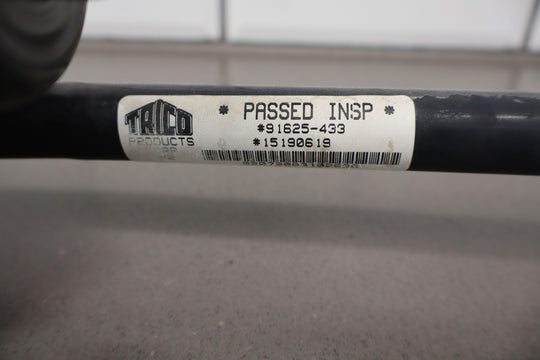 TRICO
PRODUCTS
* PASSED INSP *
#91625-433
#15190619